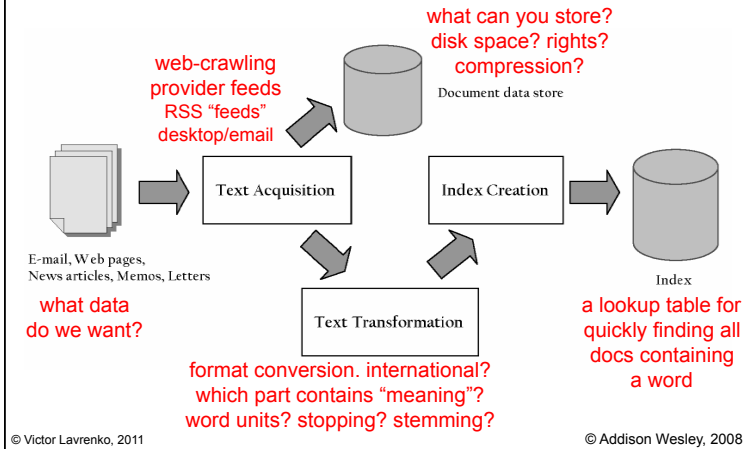 what can you store?
disk space? rights?
compression?
web-crawling
provider feeds
RSS “feeds”
desktop/email
Document data store
Text Acquisition
Index Creation
E-mail, Web pages,
News articles, Memos, Letters
what data
do we want?
Text Transformation
Index
a lookup table for
quickly finding all
docs containing
a word
format conversion. international?
which part contains “meaning”?
word units? stopping? stemming?
© Victor Lavrenko, 2011
© Addison Wesley, 2008